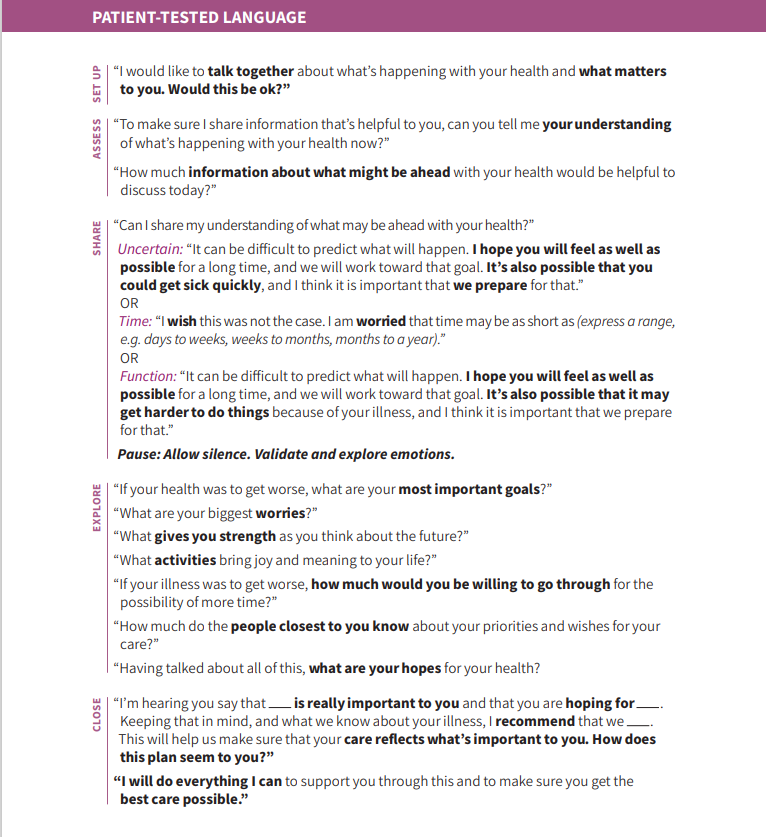 PATIENT-TESTED LANGUAGE
SET UP
“I would like to talk together about what’s happening with your health and what matters
to you. Would this be ok?”
ASSESS
“To make sure I share information that’s helpful to you, can you tell me your understanding
of what’s happening with your health now?”
“How much information about what might be ahead with your health would be helpful to
discuss today?”
SHARE
“Can I share my understanding of what may be ahead with your health?”
Uncertain: “It can be difficult to predict what will happen. I hope you will feel as well as
possible for a long time, and we will work toward that goal. It’s also possible that you
could get sick quickly, and I think it is important that we prepare for that.”
OR
Time: “I wish this was not the case. I am worried that time may be as short as (express a range,
e.g. days to weeks, weeks to months, months to a year).”
OR
Function: “It can be difficult to predict what will happen. I hope you will feel as well as
possible for a long time, and we will work toward that goal. It’s also possible that it may
get harder to do things because of your illness, and I think it is important that we prepare
for that.”
Pause: Allow silence. Validate and explore emotions.
EXPLORE
“If your health was to get worse, what are your most important goals?”
“What are your biggest worries?”
“What gives you strength as you think about the future?”
“What activities bring joy and meaning to your life?”
“If your illness was to get worse, how much would you be willing to go through for the
possibility of more time?”
“How much do the people closest to you know about your priorities and wishes for your
care?”
“Having talked about all of this, what are your hopes for your health?
CLOSE
“I’m hearing you say that ___ is really important to you and that you are hoping for ___.
Keeping that in mind, and what we know about your illness, I recommend that we ___.
This will help us make sure that your care reflects what’s important to you. How does
this plan seem to you?”
“I will do everything I can to support you through this and to make sure you get the
best care possible.”